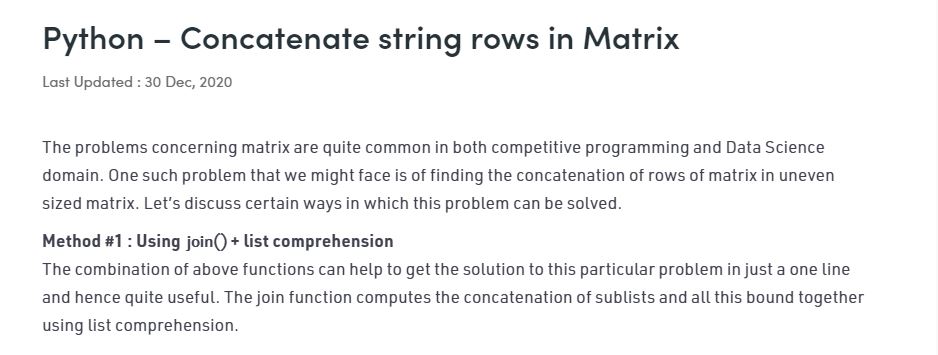 Python – Concatenate string rows in Matrix
Last Updated : 30 Dec, 2020
The problems concerning matrix are quite common in both competitive programming and Data Science
domain. One such problem that we might face is of finding the concatenation of rows of matrix in uneven
sized matrix. Let's discuss certain ways in which this problem can be solved.
Method #1 : Using join() + list comprehension
The combination of above functions can help to get the solution to this particular problem in just a one line
and hence quite useful. The join function computes the concatenation of sublists and all this bound together
using list comprehension.